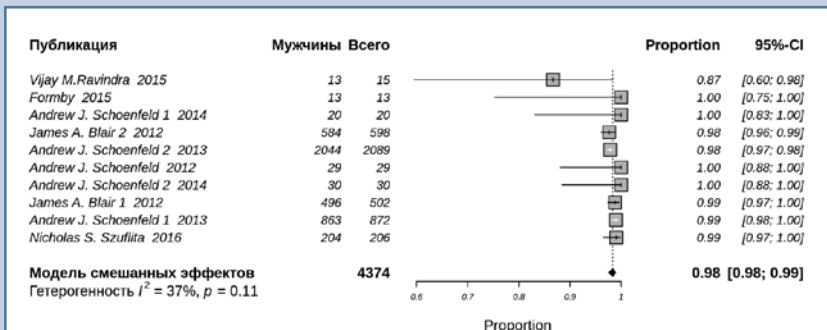 Публикация Мужчины Всего Proportion 95%-CI
Vijay M.Ravindra 2015 13 15 0.87 [0.60; 0.98]
Formby 2015 13 13 1.00 [0.75; 1.00]
Andrew J. Schoenfeld 1 2014 20 20 1.00 [0.83; 1.00]
James A. Blair 2 2012 584 598 0.98 [0.96; 0.99]
Andrew J. Schoenfeld 2 2013 2044 2089 0.98 [0.97; 0.98]
Andrew J. Schoenfeld 2012 29 29 1.00 [0.88; 1.00]
Andrew J. Schoenfeld 2 2014 30 30 1.00 [0.88; 1.00]
James A. Blair 1 2012 496 502 0.99 [0.97; 1.00]
Andrew J. Schoenfeld 1 2013 863 872 0.99 [0.98; 1.00]
Nicholas S. Szuflita 2016 204 206 0.99 [0.97; 1.00]
Модель смешанных эффектов 4374 0.98 [0.98; 0.99]
Гетерогенность I² = 37%, p = 0.11
0.6 0.7 0.8 0.9 1
Proportion